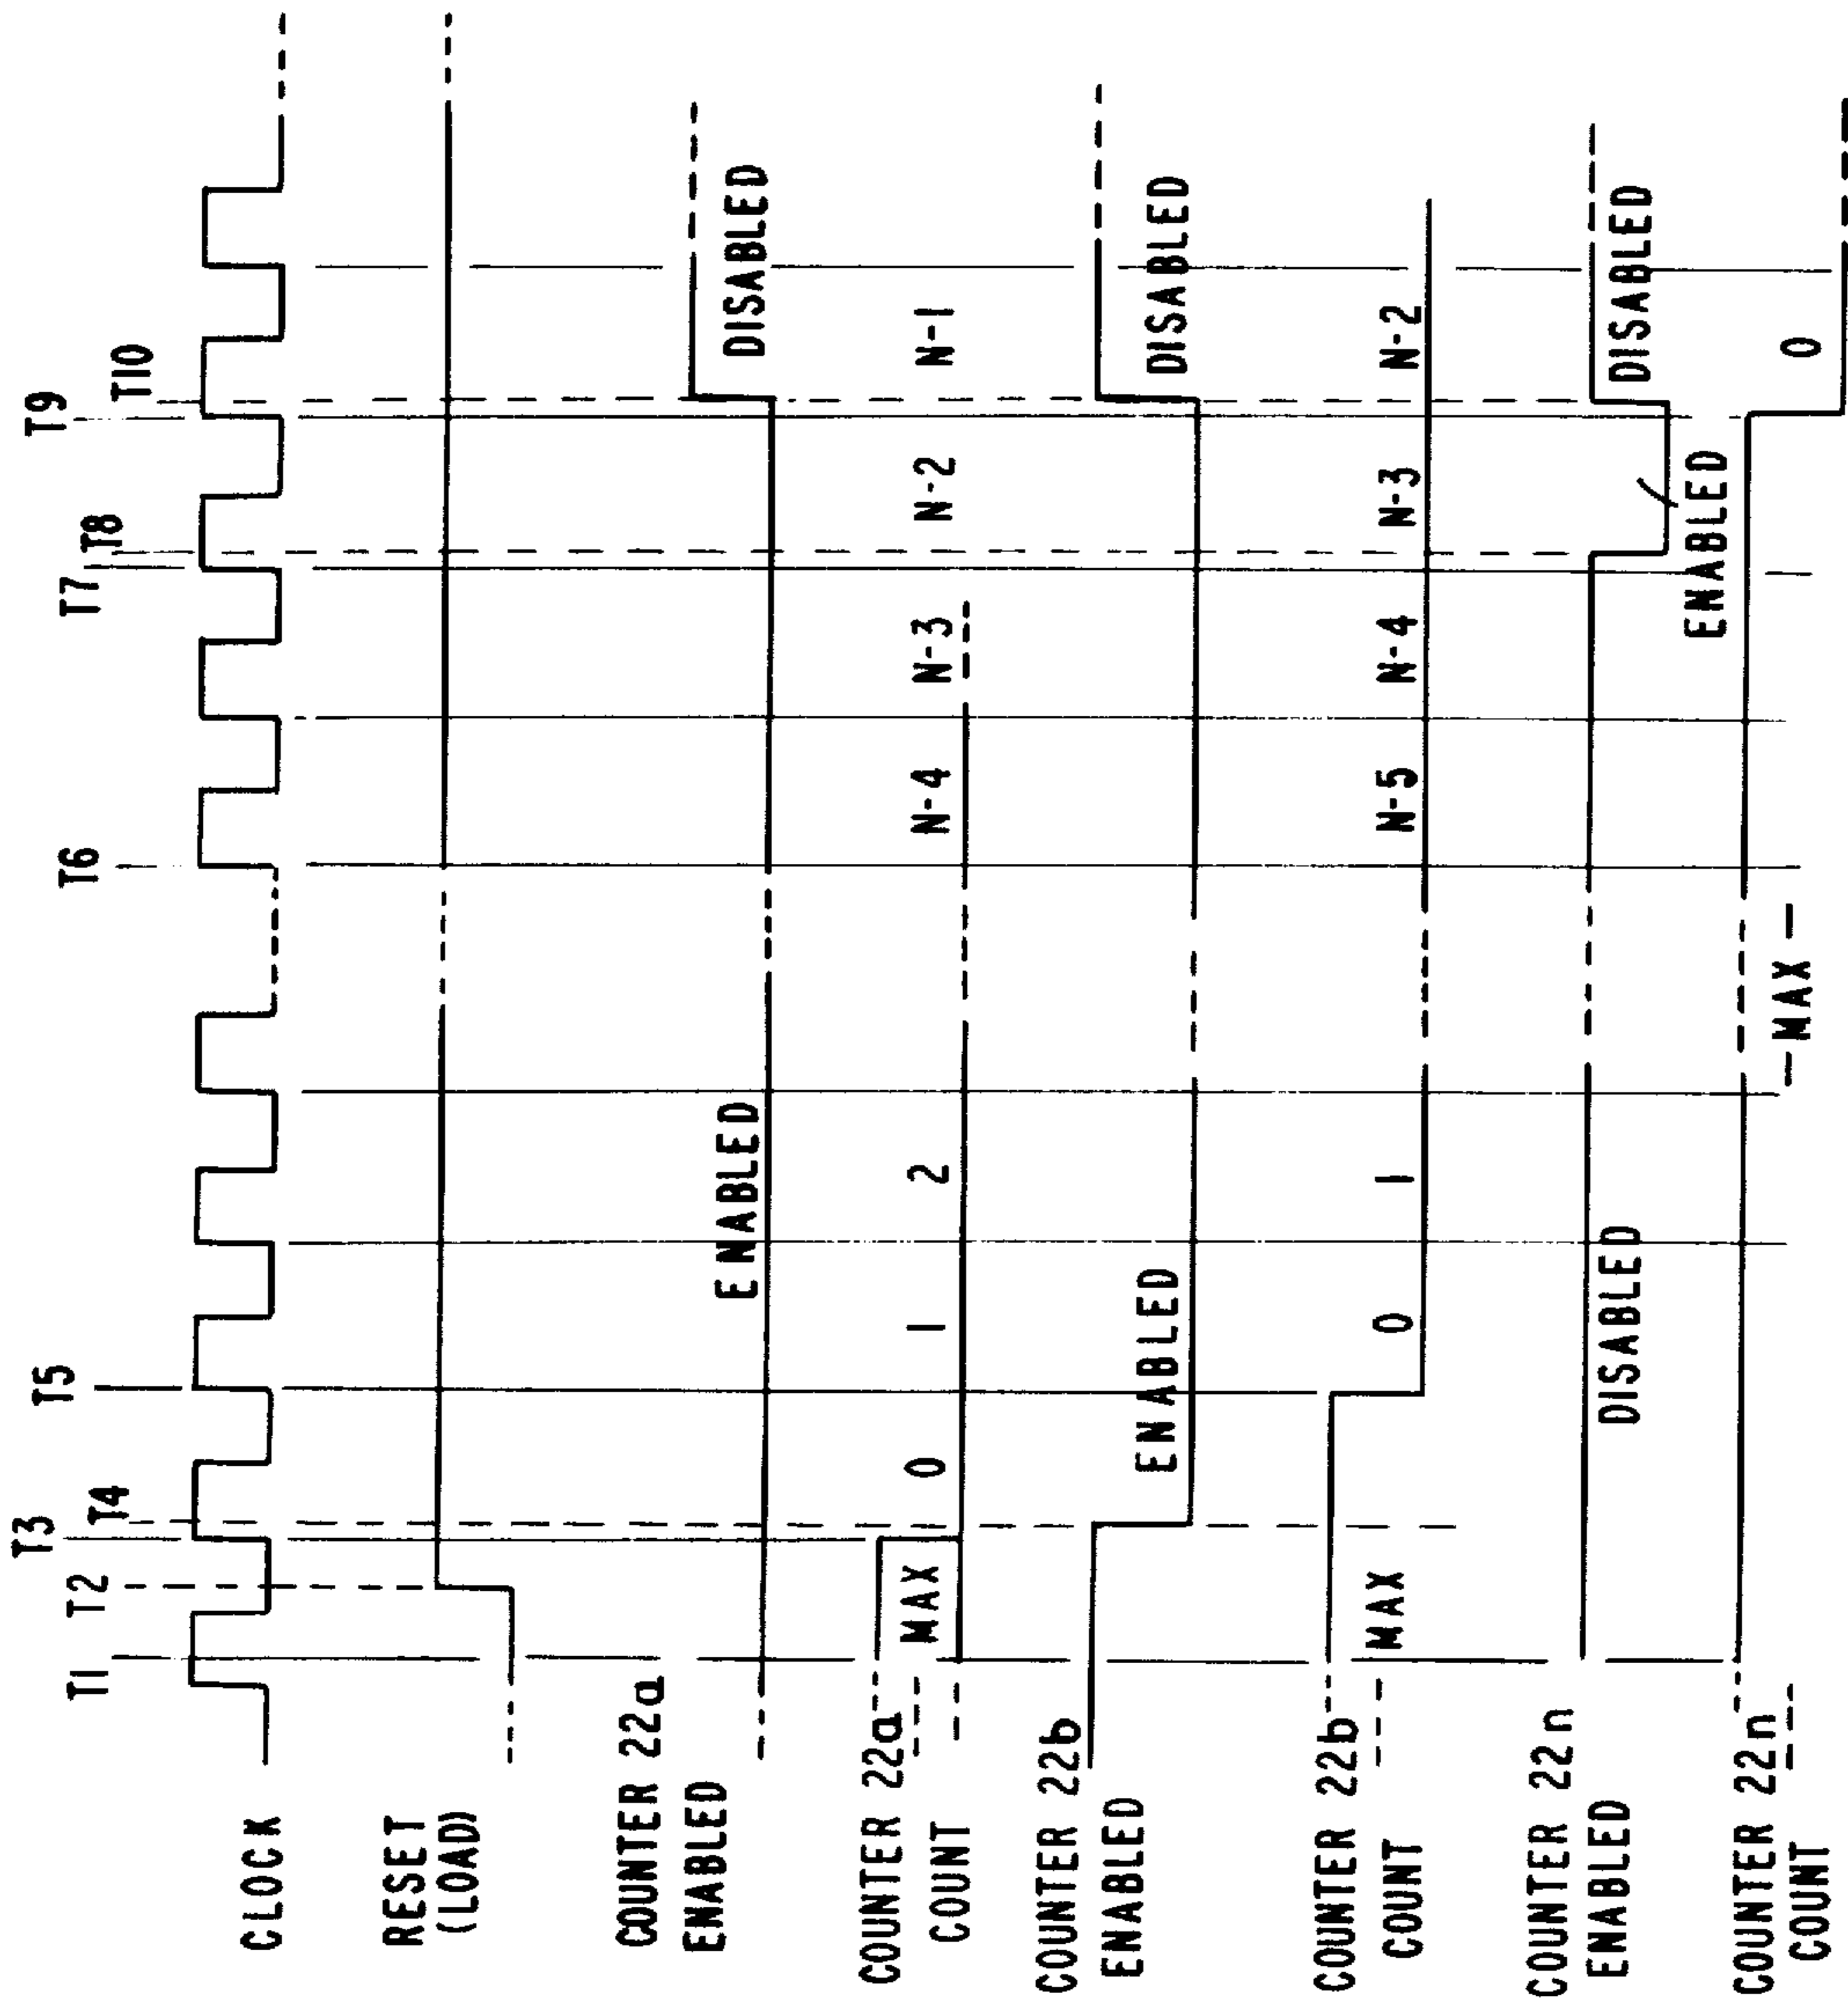 T1 T2 T3 T4 T5 T6 T7 T8 T9 T10
CLOCK
RESET
(LOAD)
COUNTER 22a
ENABLED
ENABLED
DISABLED
COUNTER 22a
COUNT
MAX 0 1 2 N-4 N-3 N-2 N-1
COUNTER 22b
ENABLED
ENABLED
DISABLED
COUNTER 22b
COUNT
MAX 0 1 N-5 N-4 N-3 N-2
COUNTER 22n
ENABLED
DISABLED
ENABLED
DISABLED
COUNTER 22n
COUNT
MAX 0